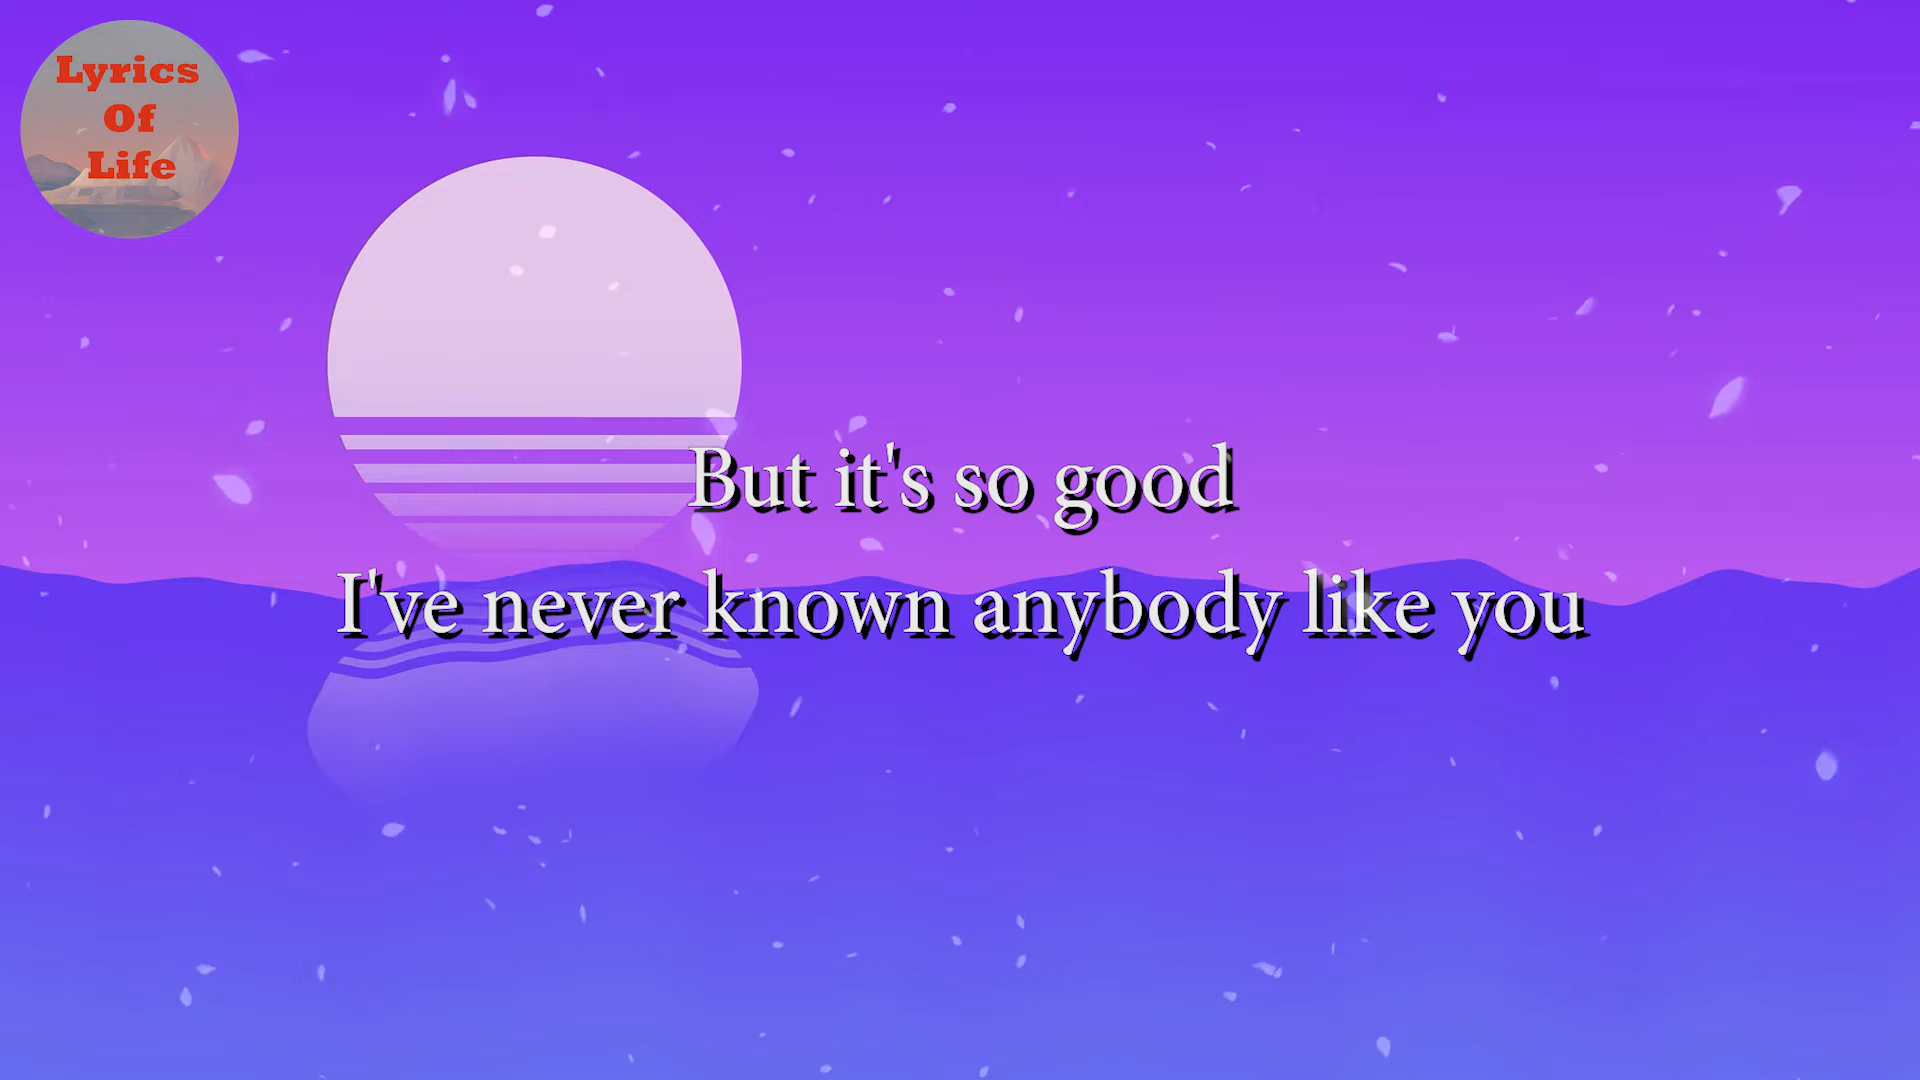 Lyrics
Of
Life
But it's so good
I've never known anybody like you